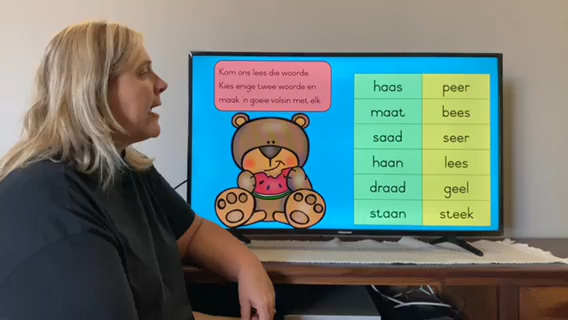 Kom ons lees die woorde.
Kies enige twee woorde en
maak 'n goeie volsin met elk.
haas peer
maat bees
saad seer
haan lees
draad geel
staan steek